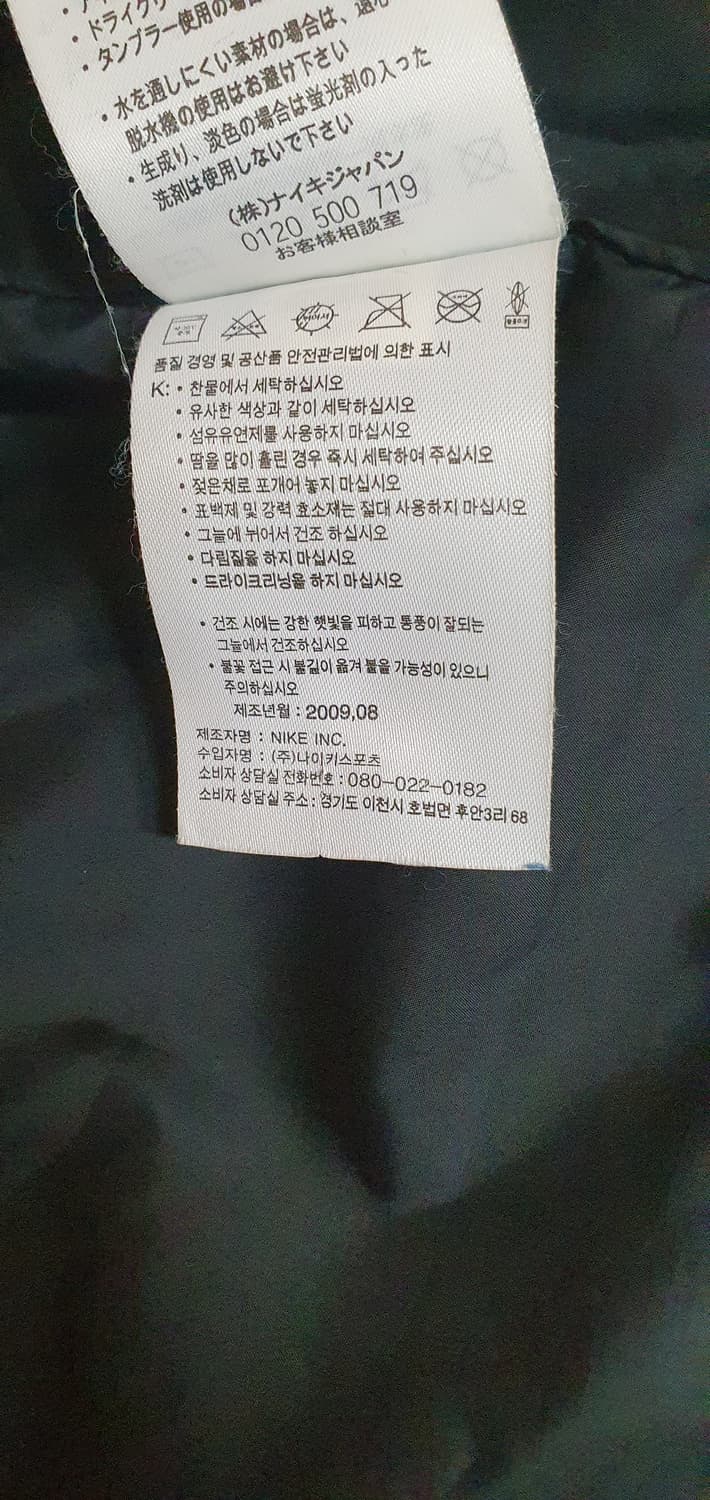 ・ドライクリ
・タンブラー使用の場合
・水を通しにくい素材の場合は、
脱水機の使用はお避け下さい
・生成り、淡色の場合は蛍光剤の入った
洗剤は使用しないで下さい
(株)ナイキジャパン
0120 500 719
お客様相談室
품질 경영 및 공산품 안전관리법에 의한 표시
K: • 찬물에서 세탁하십시오
• 유사한 색상과 같이 세탁하십시오
• 섬유유연제를 사용하지 마십시오
• 땀을 많이 흘린 경우 즉시 세탁하여 주십시오
• 젖은채로 포개어 놓지 마십시오
• 표백제 및 강력 효소재는 절대 사용하지 마십시오
• 그늘에 뉘어서 건조 하십시오
• 다림질을 하지 마십시오
• 드라이크리닝을 하지 마십시오
• 건조 시에는 강한 햇빛을 피하고 통풍이 잘되는
그늘에서 건조하십시오
• 불꽃 접근 시 불길이 옮겨 붙을 가능성이 있으니
주의하십시오
제조년월 : 2009,08
제조자명 : NIKE INC.
수입자명 : (주)나이키스포츠
소비자 상담실 전화번호 : 080-022-0182
소비자 상담실 주소 : 경기도 이천시 호법면 후안3리 68